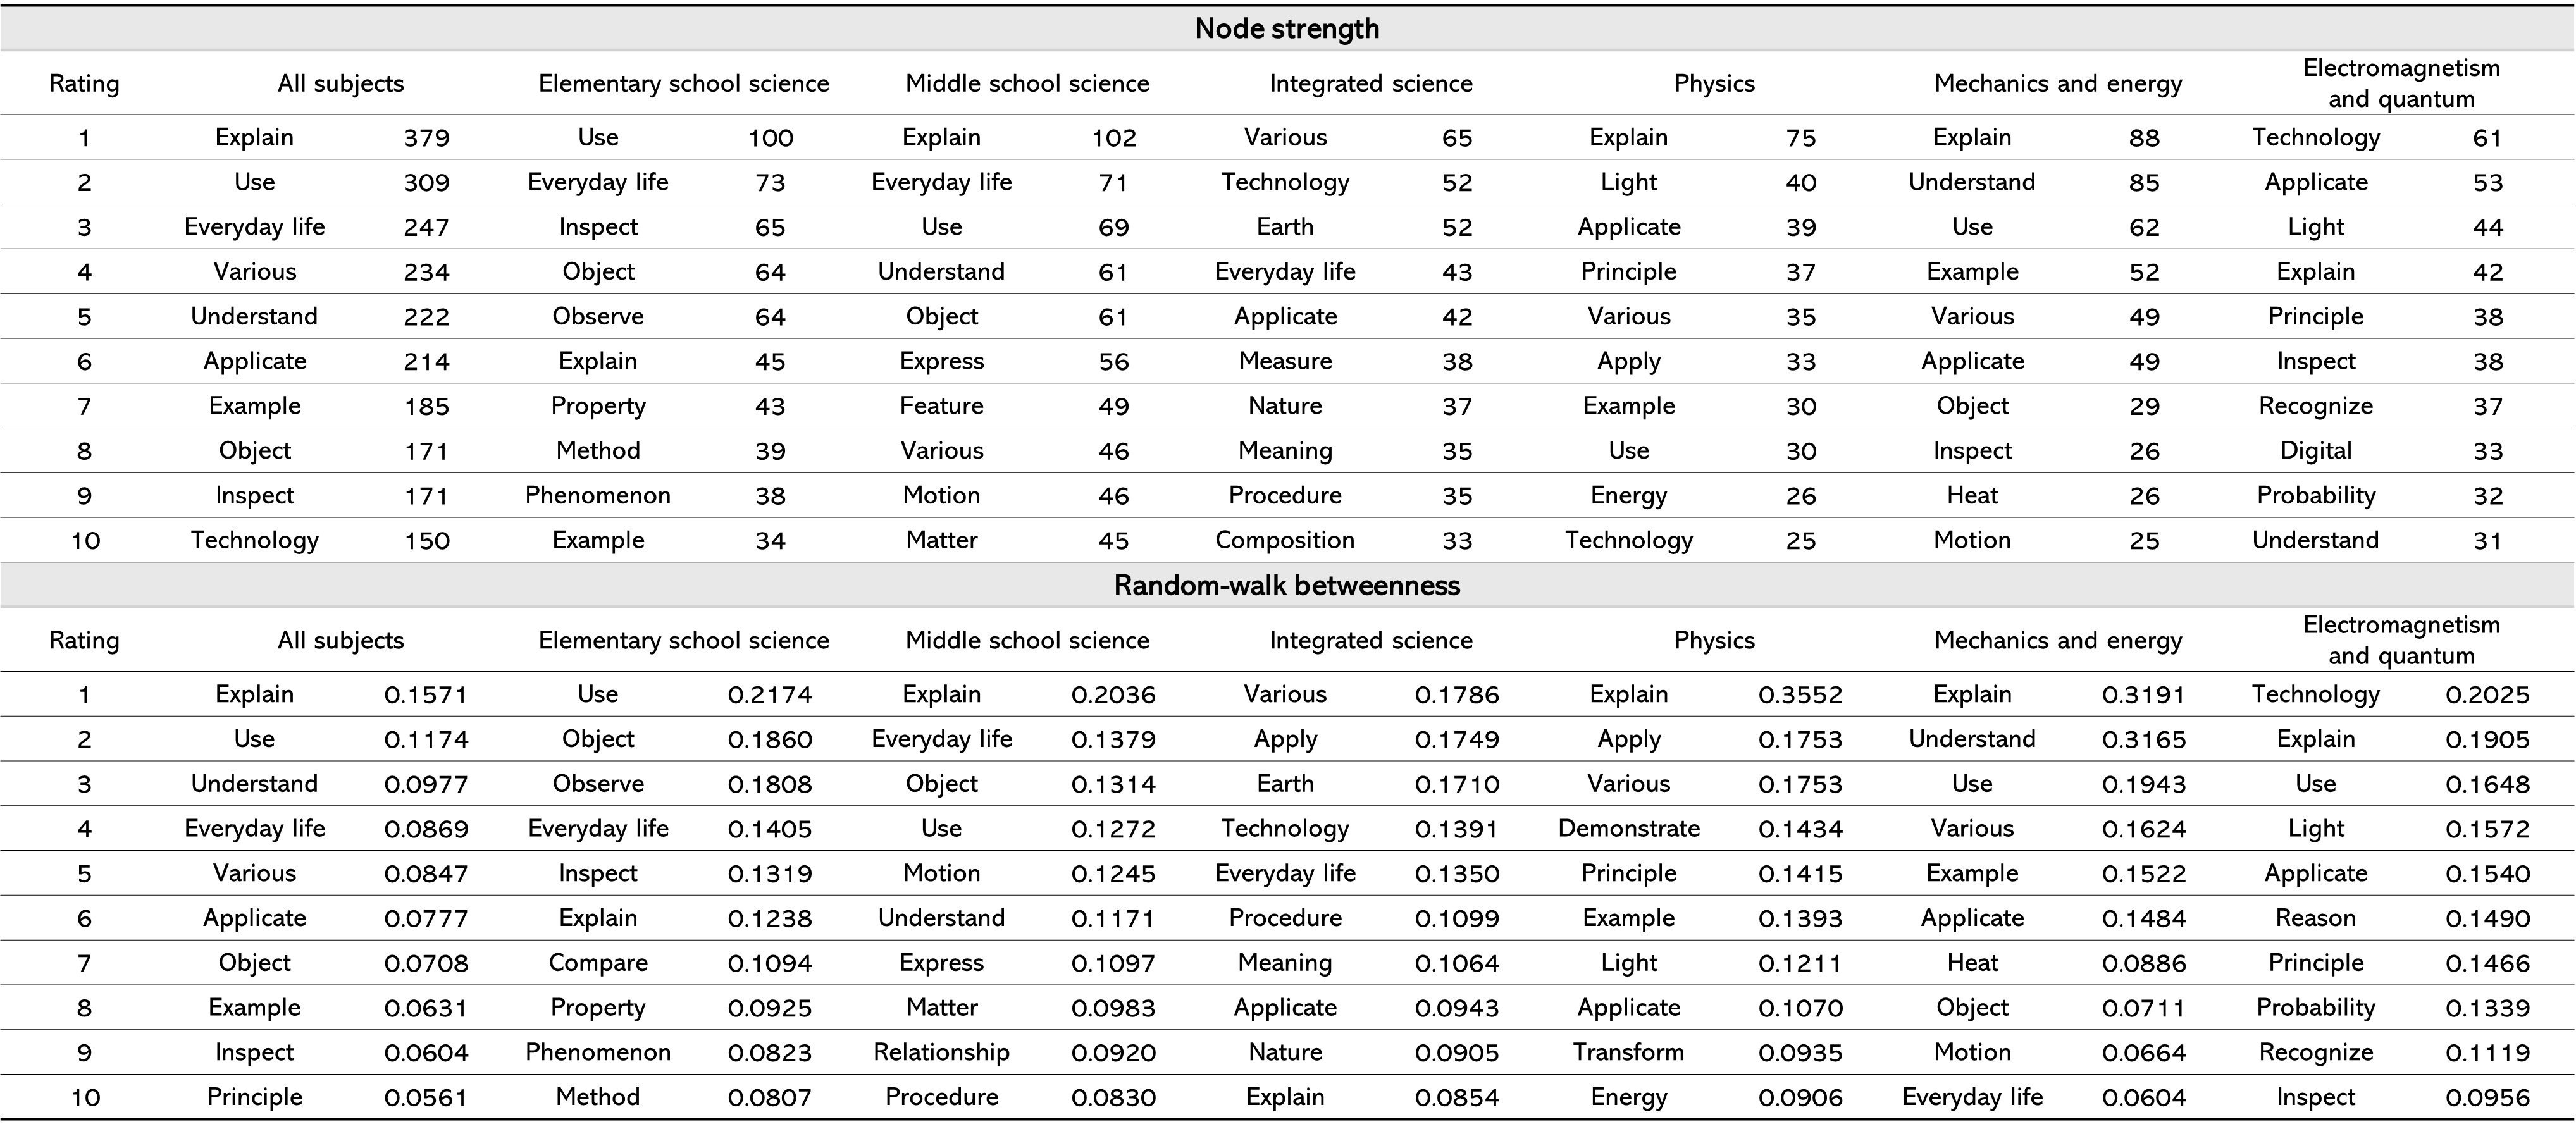 Node strength
Rating All subjects Elementary school science Middle school science Integrated science Physics Mechanics and energy Electromagnetism and quantum
1 Explain 379 Use 100 Explain 102 Various 65 Explain 75 Explain 88 Technology 61
2 Use 309 Everyday life 73 Everyday life 71 Technology 52 Light 40 Understand 85 Applicate 53
3 Everyday life 247 Inspect 65 Use 69 Earth 52 Applicate 39 Use 62 Light 44
4 Various 234 Object 64 Understand 61 Everyday life 43 Principle 37 Example 52 Explain 42
5 Understand 222 Observe 64 Object 61 Applicate 42 Various 35 Various 49 Principle 38
6 Applicate 214 Explain 45 Express 56 Measure 38 Apply 33 Applicate 49 Inspect 38
7 Example 185 Property 43 Feature 49 Nature 37 Example 30 Object 29 Recognize 37
8 Object 171 Method 39 Various 46 Meaning 35 Use 30 Inspect 26 Digital 33
9 Inspect 171 Phenomenon 38 Motion 46 Procedure 35 Energy 26 Heat 26 Probability 32
10 Technology 150 Example 34 Matter 45 Composition 33 Technology 25 Motion 25 Understand 31
Random-walk betweenness
Rating All subjects Elementary school science Middle school science Integrated science Physics Mechanics and energy Electromagnetism and quantum
1 Explain 0.1571 Use 0.2174 Explain 0.2036 Various 0.1786 Explain 0.3552 Explain 0.3191 Technology 0.2025
2 Use 0.1174 Object 0.1860 Everyday life 0.1379 Apply 0.1749 Apply 0.1753 Understand 0.3165 Explain 0.1905
3 Understand 0.0977 Observe 0.1808 Object 0.1314 Earth 0.1710 Various 0.1753 Use 0.1943 Use 0.1648
4 Everyday life 0.0869 Everyday life 0.1405 Use 0.1272 Technology 0.1391 Demonstrate 0.1434 Various 0.1624 Light 0.1572
5 Various 0.0847 Inspect 0.1319 Motion 0.1245 Everyday life 0.1350 Principle 0.1415 Example 0.1522 Applicate 0.1540
6 Applicate 0.0777 Explain 0.1238 Understand 0.1171 Procedure 0.1099 Example 0.1393 Applicate 0.1484 Reason 0.1490
7 Object 0.0708 Compare 0.1094 Express 0.1097 Meaning 0.1064 Light 0.1211 Heat 0.0886 Principle 0.1466
8 Example 0.0631 Property 0.0925 Matter 0.0983 Applicate 0.0943 Applicate 0.1070 Object 0.0711 Probability 0.1339
9 Inspect 0.0604 Phenomenon 0.0823 Relationship 0.0920 Nature 0.0905 Transform 0.0935 Motion 0.0664 Recognize 0.1119
10 Principle 0.0561 Method 0.0807 Procedure 0.0830 Explain 0.0854 Energy 0.0906 Everyday life 0.0604 Inspect 0.0956